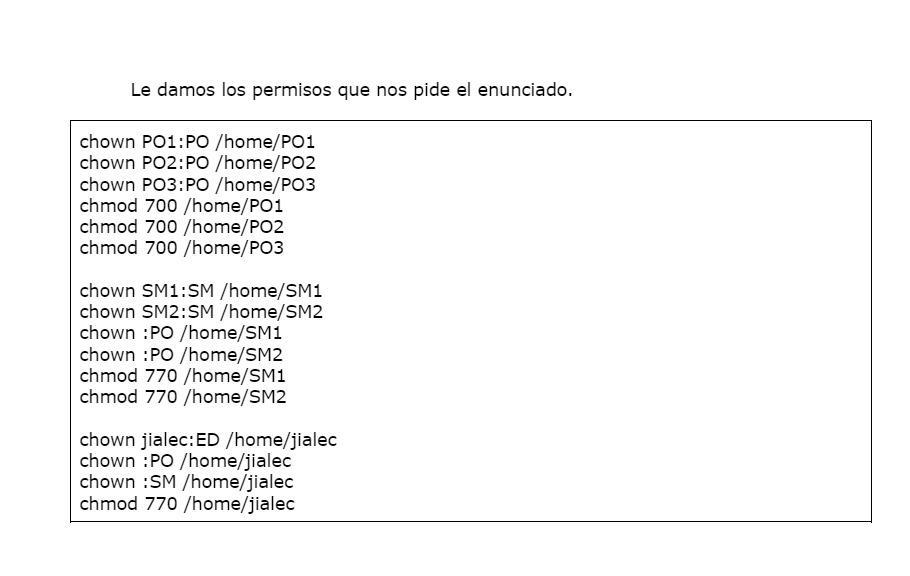 Le damos los permisos que nos pide el enunciado.
chown PO1:PO /home/PO1
chown PO2:PO /home/PO2
chown PO3:PO /home/PO3
chmod 700 /home/PO1
chmod 700 /home/PO2
chmod 700 /home/PO3
chown SM1:SM /home/SM1
chown SM2:SM /home/SM2
chown :PO /home/SM1
chown :PO /home/SM2
chmod 770 /home/SM1
chmod 770 /home/SM2
chown jialec:ED /home/jialec
chown :PO /home/jialec
chown :SM /home/jialec
chmod 770 /home/jialec